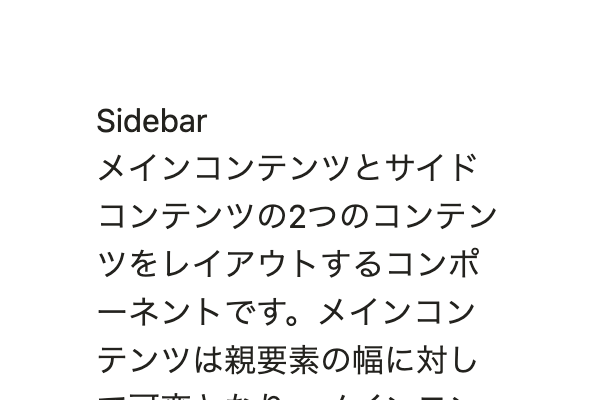 Sidebar
メインコンテンツとサイド
コンテンツの2つのコンテン
ツをレイアウトするコンポ
ーネントです。メインコン
テンツは親要素の幅に対し